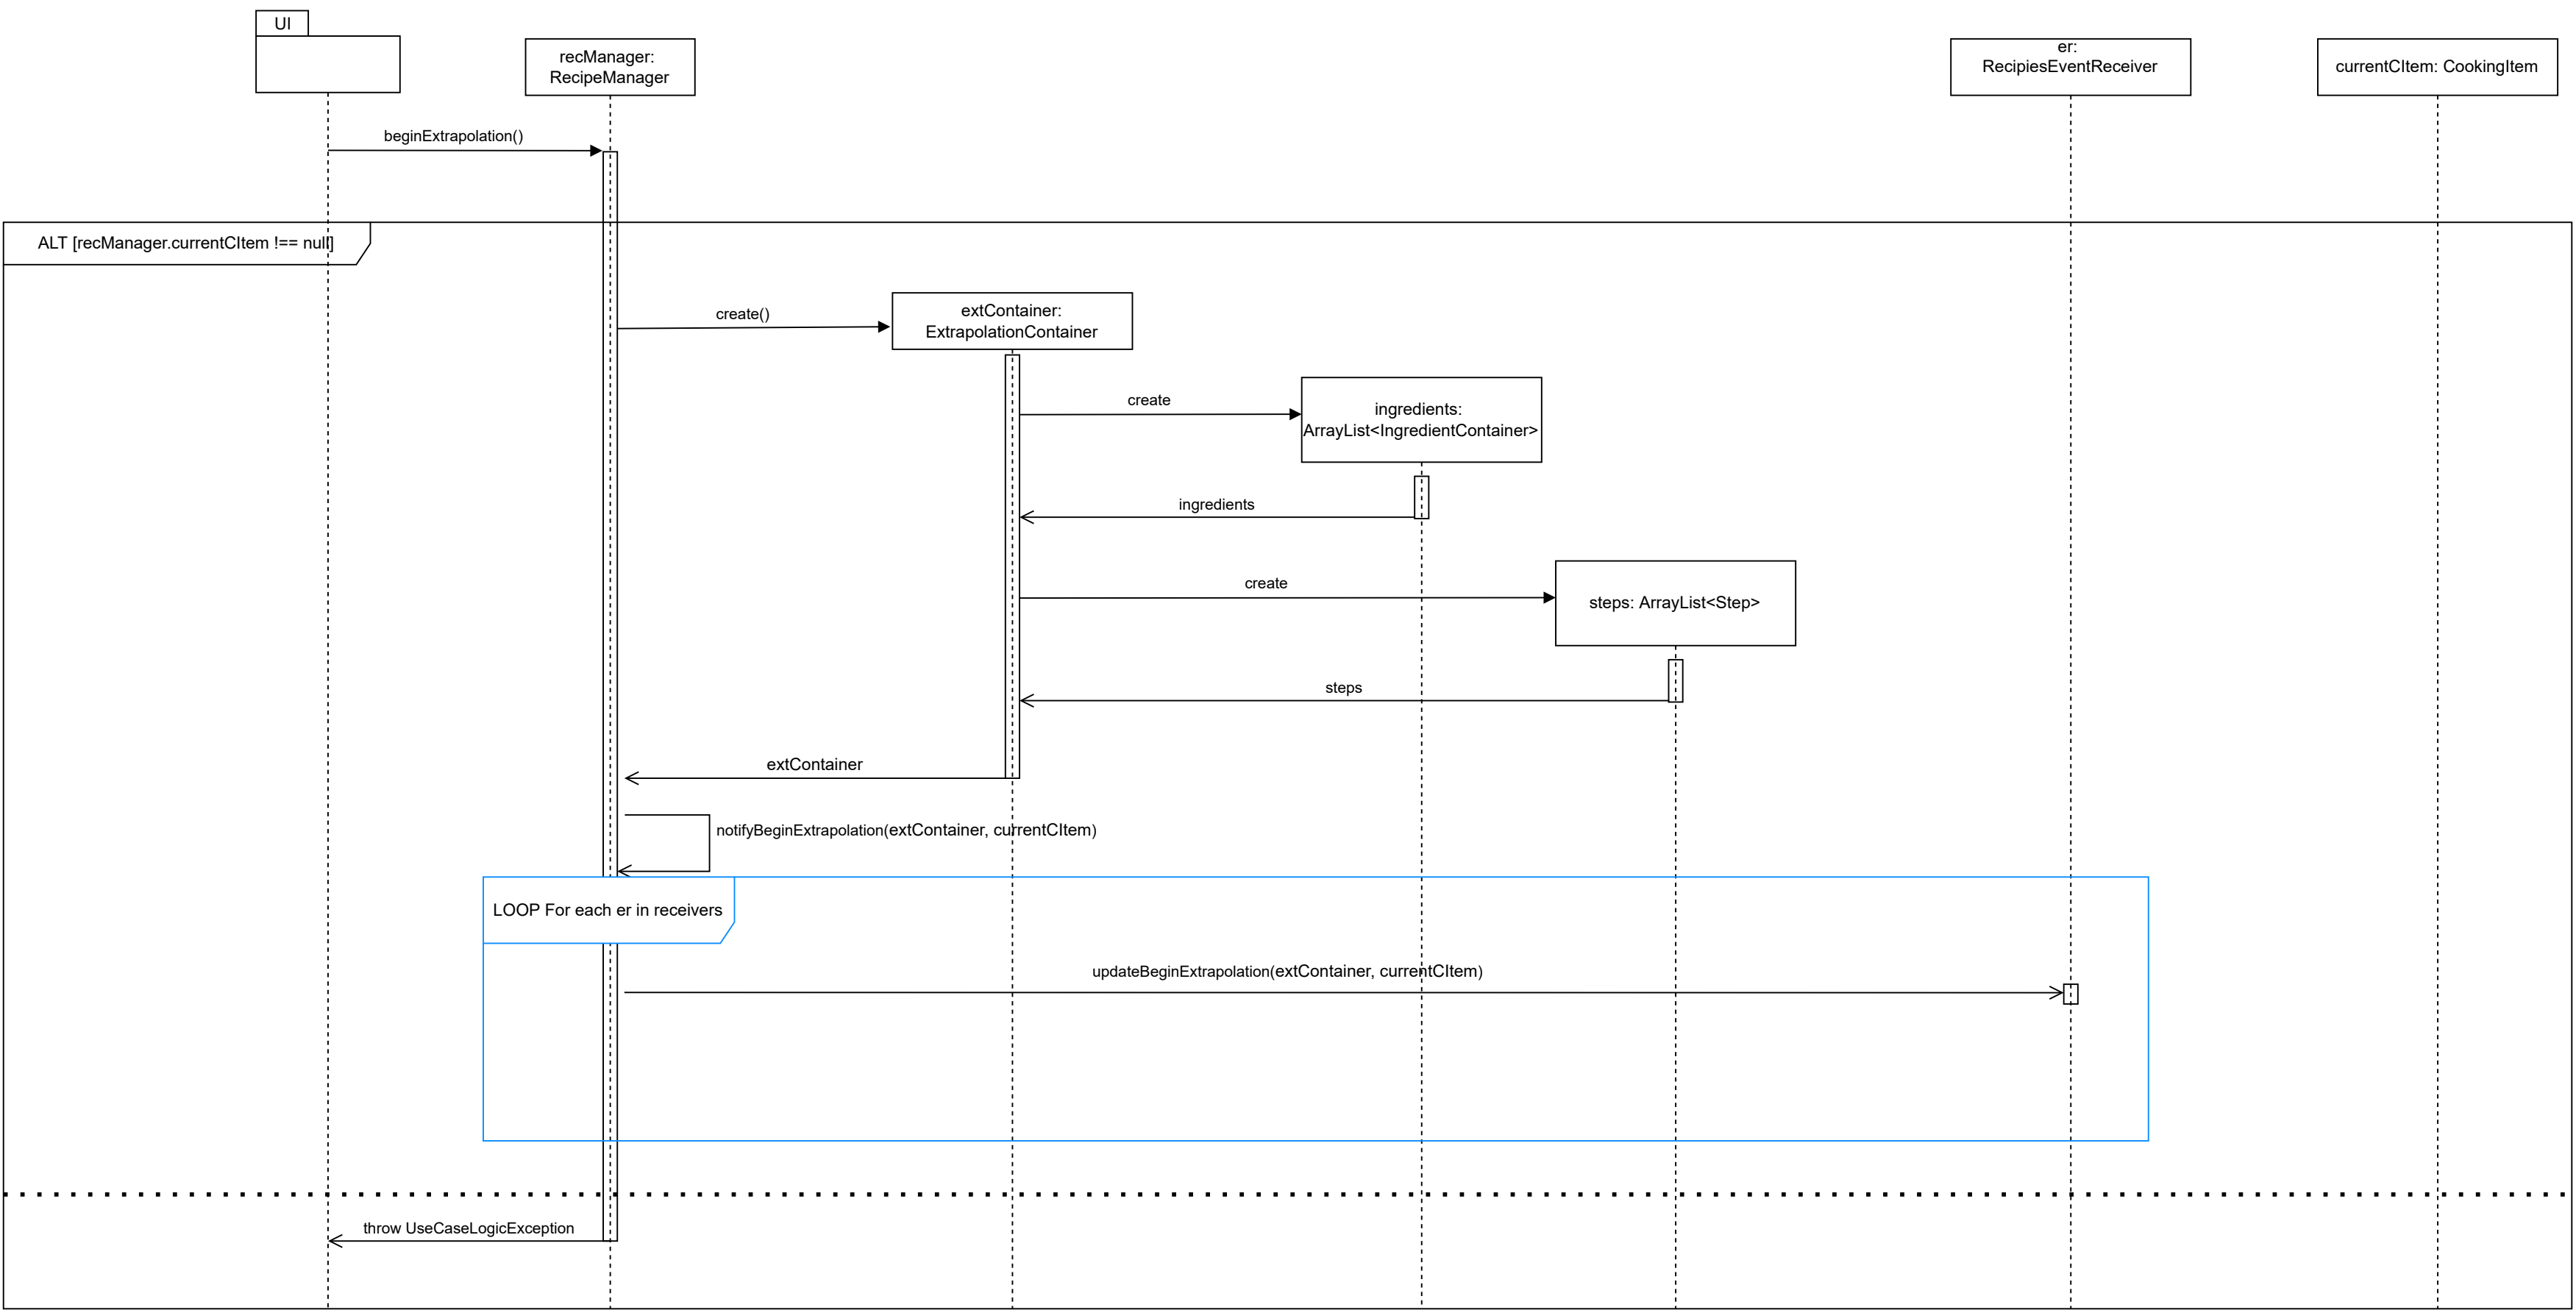 UI
recManager:
RecipeManager
er:
RecipiesEventReceiver
currentCItem: CookingItem
beginExtrapolation()
ALT [recManager.currentCItem !== null]
create()
extContainer:
ExtrapolationContainer
create
ingredients:
ArrayList<IngredientContainer>
ingredients
create
steps: ArrayList<Step>
steps
extContainer
notifyBeginExtrapolation(extContainer, currentCItem)
LOOP For each er in receivers
updateBeginExtrapolation(extContainer, currentCItem)
throw UseCaseLogicException